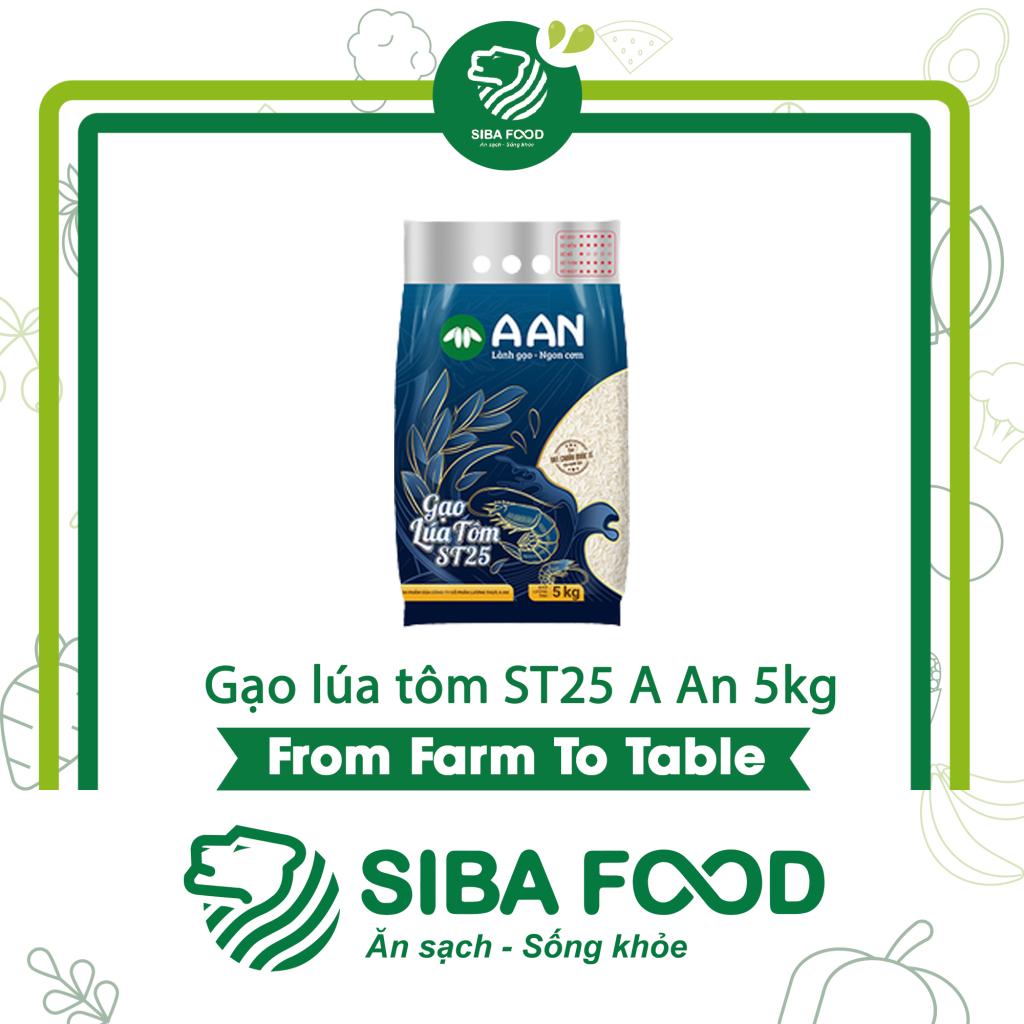 SIBA FOOD
Ăn sạch - Sống khỏe
A AN
Lành gạo - Ngon cơm
Gạo
Lúa Tôm
ST25
5 kg
Gạo lúa tôm ST25 A An 5kg
From Farm To Table
SIBA FOOD
Ăn sạch - Sống khỏe